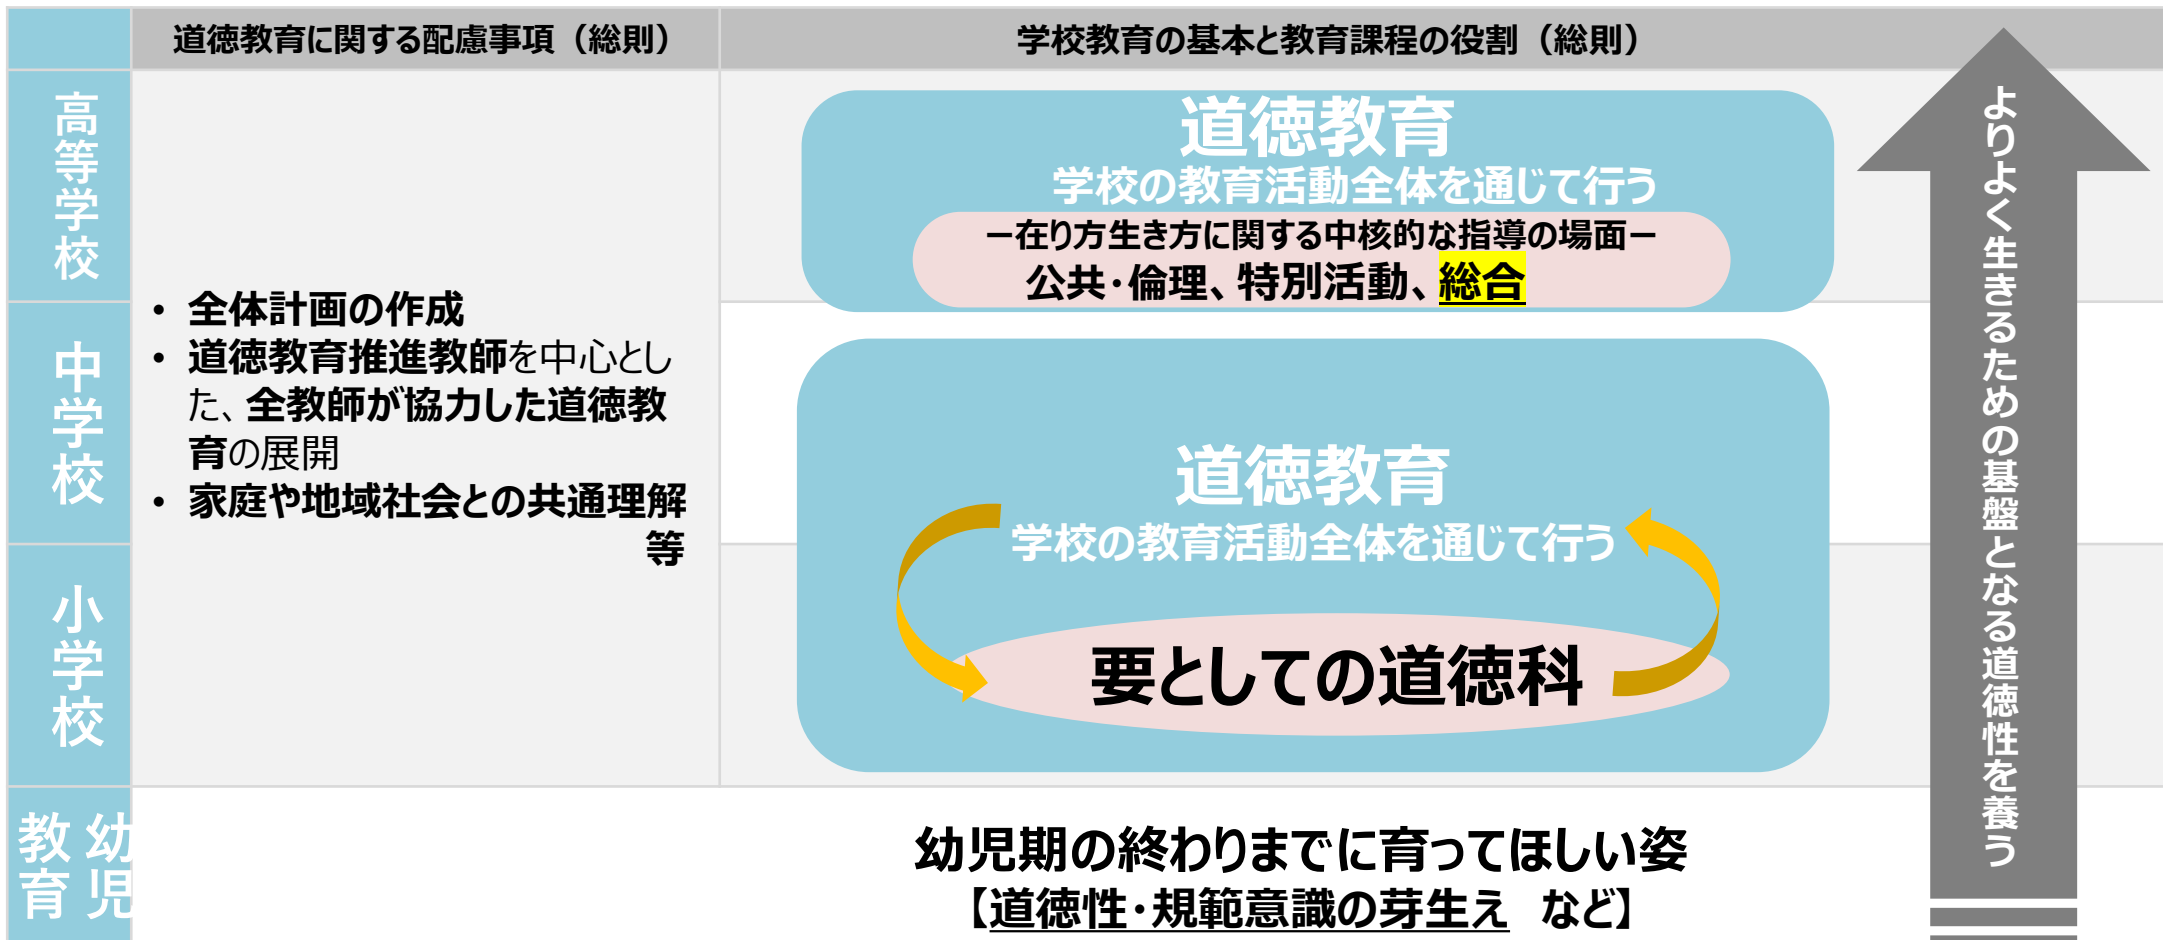 道徳教育に関する配慮事項（総則）
学校教育の基本と教育課程の役割（総則）
高等学校
中学校
小学校
幼児教育
• 全体計画の作成
• 道徳教育推進教師を中心とし
た、全教師が協力した道徳教
育の展開
• 家庭や地域社会との共通理解
等
道徳教育
学校の教育活動全体を通じて行う
ー在り方生き方に関する中核的な指導の場面ー
公共･倫理、特別活動、総合
道徳教育
学校の教育活動全体を通じて行う
要としての道徳科
幼児期の終わりまでに育ってほしい姿
【道徳性･規範意識の芽生え　など】
よりよく生きるための基盤となる道徳性を養う